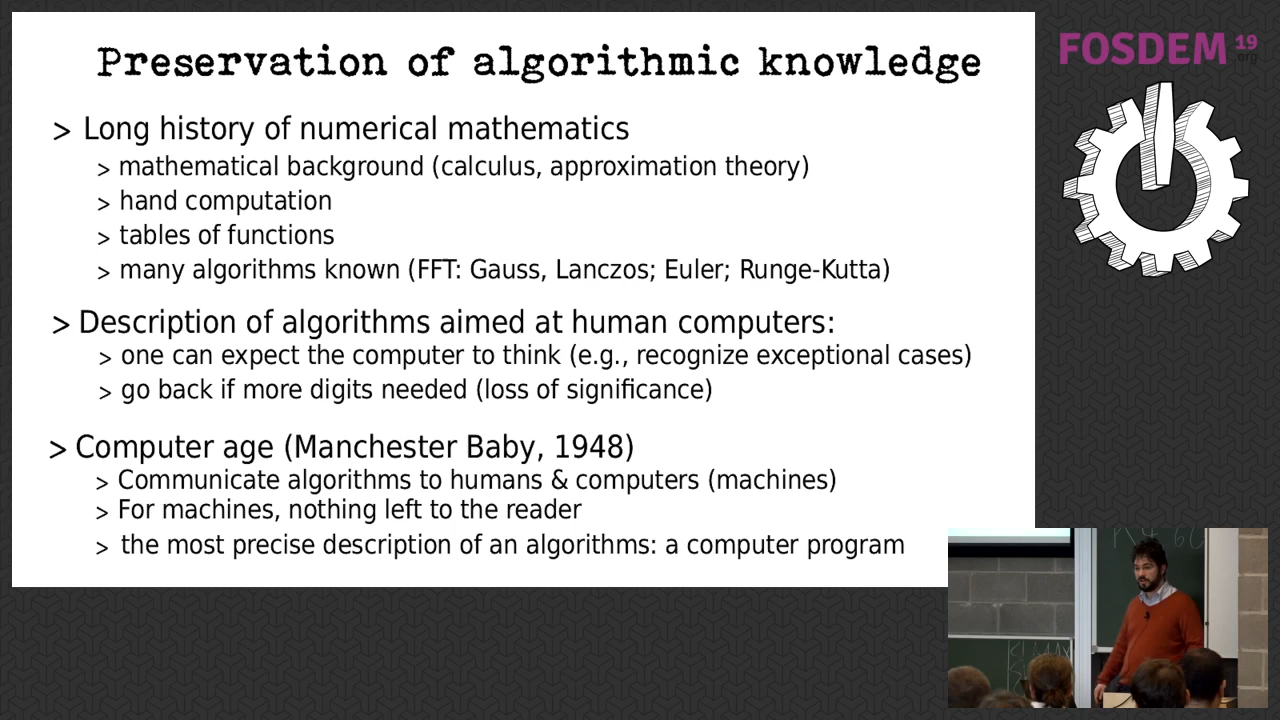 Preservation of algorithmic knowledge
> Long history of numerical mathematics
> mathematical background (calculus, approximation theory)
> hand computation
> tables of functions
> many algorithms known (FFT: Gauss, Lanczos; Euler; Runge-Kutta)
> Description of algorithms aimed at human computers:
> one can expect the computer to think (e.g., recognize exceptional cases)
> go back if more digits needed (loss of significance)
> Computer age (Manchester Baby, 1948)
> Communicate algorithms to humans & computers (machines)
> For machines, nothing left to the reader
> the most precise description of an algorithms: a computer program
FOSDEM 19
.org